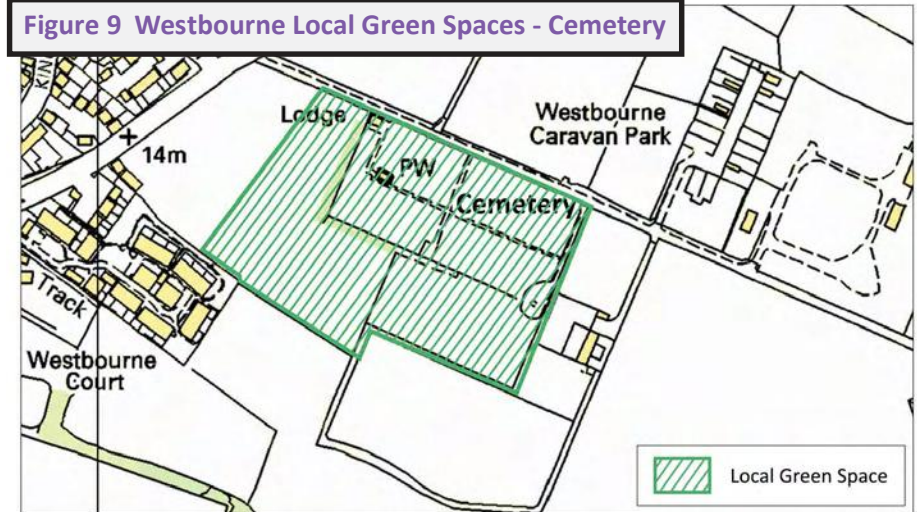 Figure 9 Westbourne Local Green Spaces - Cemetery
KIN
Lodge
Westbourne
Caravan Park
14m
PW
Cemetery
Track
Westbourne
Court
Local Green Space